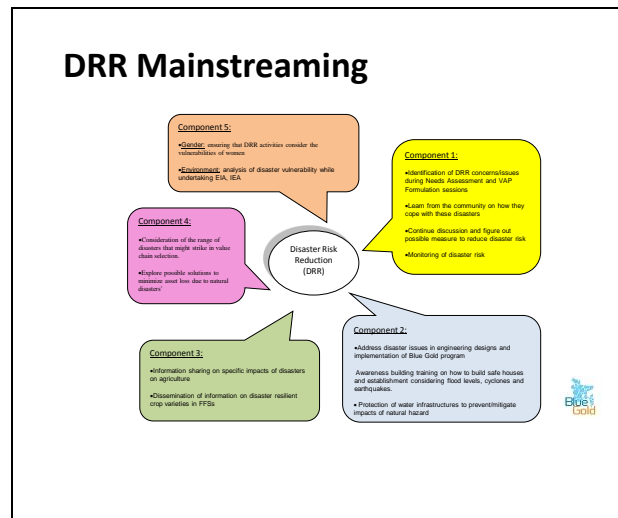 DRR Mainstreaming
Component 5:
•Gender: ensuring that DRR activities consider the
vulnerabilities of women
•Environment: analysis of disaster vulnerability while
undertaking EIA, IEA
Component 1:
•Identification of DRR concerns/issues
during Needs Assessment and VAP
Formulation sessions
•Learn from the community on how they
cope with these disasters
•Continue discussion and figure out
possible measure to reduce disaster risk
•Monitoring of disaster risk
Component 4:
•Consideration of the range of
disasters that might strike in value
chain selection.
•Explore possible solutions to
minimize asset loss due to natural
disasters'
Disaster Risk
Reduction
(DRR)
Component 3:
•Information sharing on specific impacts of disasters
on agriculture
•Dissemination of information on disaster resilient
crop varieties in FFSs
Component 2:
•Address disaster issues in engineering designs and
implementation of Blue Gold program
Awareness building training on how to build safe houses
and establishment considering flood levels, cyclones and
earthquakes.
• Protection of water infrastructures to prevent/mitigate
impacts of natural hazard
Blue
Gold